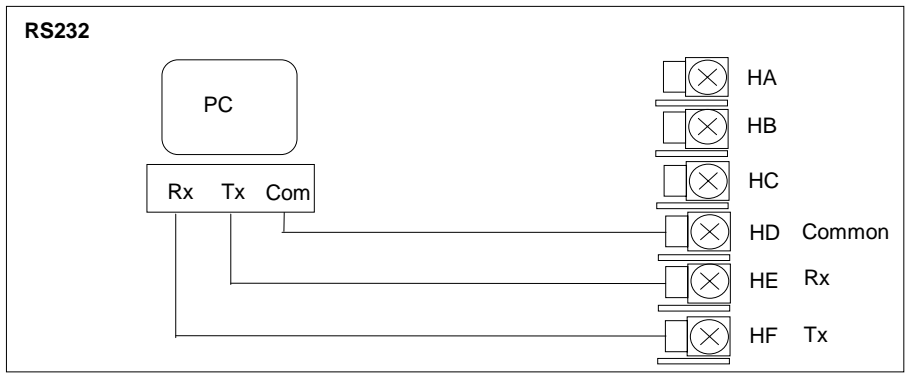 RS232
PC
Rx Tx Com
HA
HB
HC
HD Common
HE Rx
HF Tx